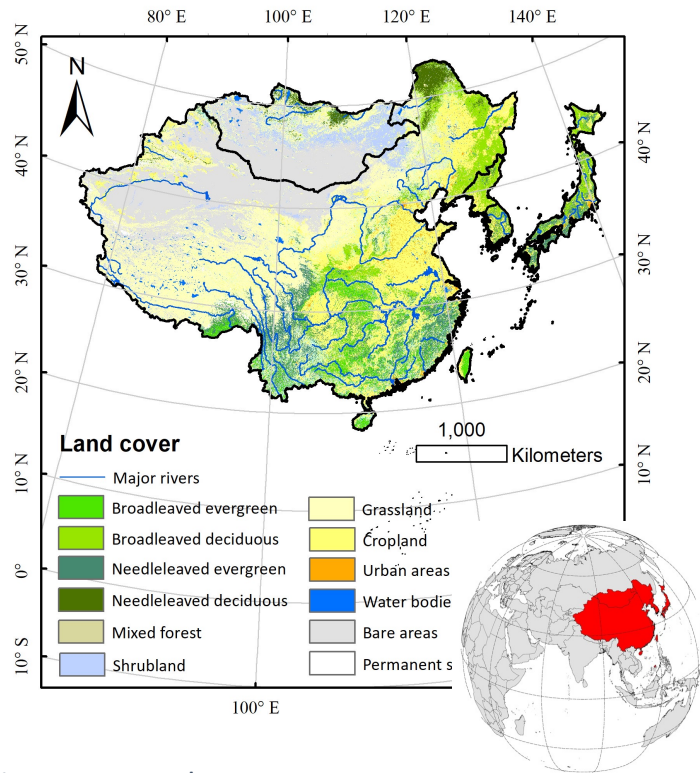 80° E 100° E 120° E 140° E
50° N
N
40° N
40° N
30° N
30° N
20° N
20° N
10° N
10° N
0°
10° S
100° E
1,000
Kilometers
Land cover
Major rivers
Broadleaved evergreen
Broadleaved deciduous
Needleleaved evergreen
Needleleaved deciduous
Mixed forest
Shrubland
Grassland
Cropland
Urban areas
Water bodie
Bare areas
Permanent s